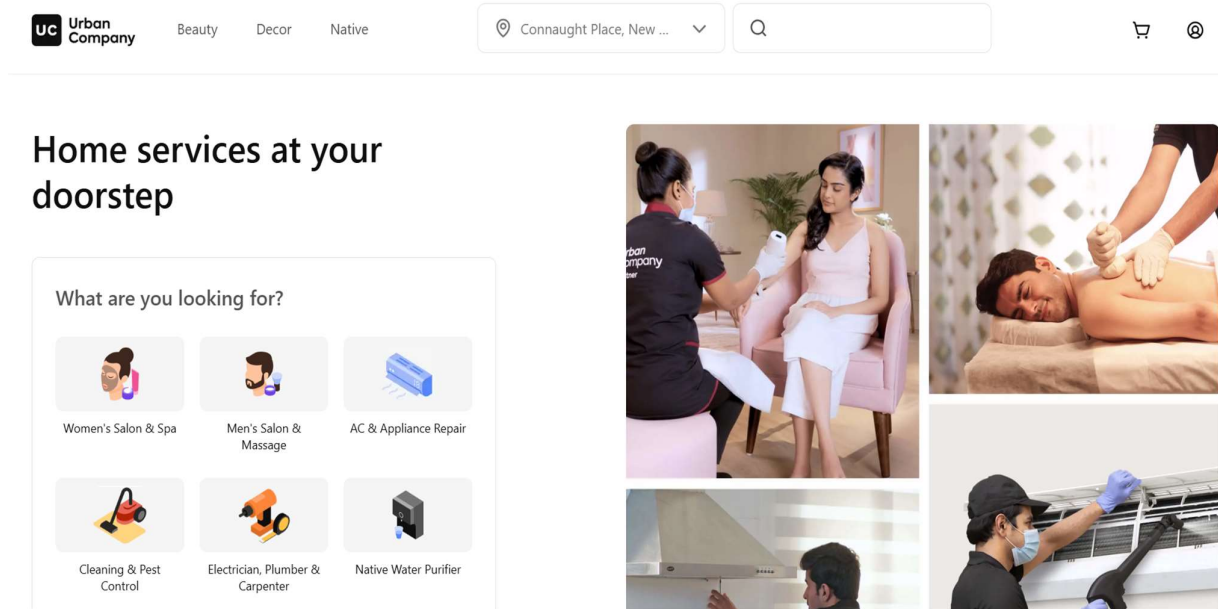 UC Urban
Company
Beauty
Decor
Native
Connaught Place, New ...
Home services at your
doorstep
What are you looking for?
Women's Salon & Spa
Men's Salon &
Massage
AC & Appliance Repair
Cleaning & Pest
Control
Electrician, Plumber &
Carpenter
Native Water Purifier